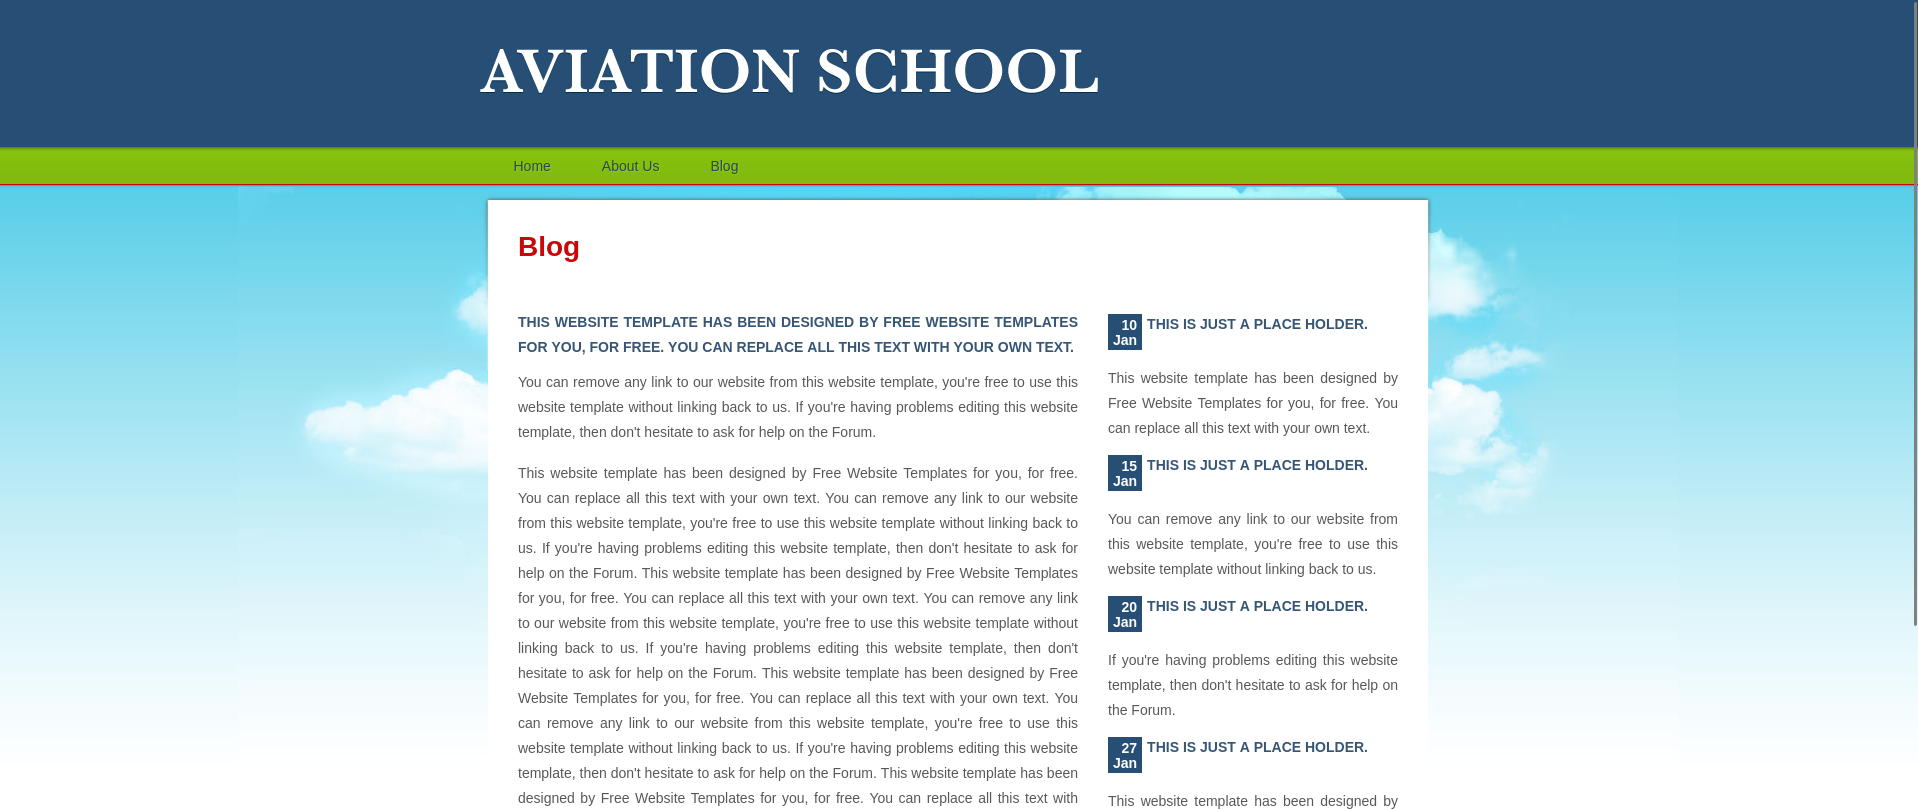 AVIATION SCHOOL
Home
About Us
Blog
Blog
THIS WEBSITE TEMPLATE HAS BEEN DESIGNED BY FREE WEBSITE TEMPLATES
FOR YOU, FOR FREE. YOU CAN REPLACE ALL THIS TEXT WITH YOUR OWN TEXT.
You can remove any link to our website from this website template, you're free to use this
website template without linking back to us. If you're having problems editing this website
template, then don't hesitate to ask for help on the Forum.
This website template has been designed by Free Website Templates for you, for free.
You can replace all this text with your own text. You can remove any link to our website
from this website template, you're free to use this website template without linking back to
us. If you're having problems editing this website template, then don't hesitate to ask for
help on the Forum. This website template has been designed by Free Website Templates
for you, for free. You can replace all this text with your own text. You can remove any link
to our website from this website template, you're free to use this website template without
linking back to us. If you're having problems editing this website template, then don't
hesitate to ask for help on the Forum. This website template has been designed by Free
Website Templates for you, for free. You can replace all this text with your own text. You
can remove any link to our website from this website template, you're free to use this
website template without linking back to us. If you're having problems editing this website
template, then don't hesitate to ask for help on the Forum. This website template has been
designed by Free Website Templates for you, for free. You can replace all this text with
10
Jan
THIS IS JUST A PLACE HOLDER.
This website template has been designed by
Free Website Templates for you, for free. You
can replace all this text with your own text.
15
Jan
THIS IS JUST A PLACE HOLDER.
You can remove any link to our website from
this website template, you're free to use this
website template without linking back to us.
20
Jan
THIS IS JUST A PLACE HOLDER.
If you're having problems editing this website
template, then don't hesitate to ask for help on
the Forum.
27
Jan
THIS IS JUST A PLACE HOLDER.
This website template has been designed by